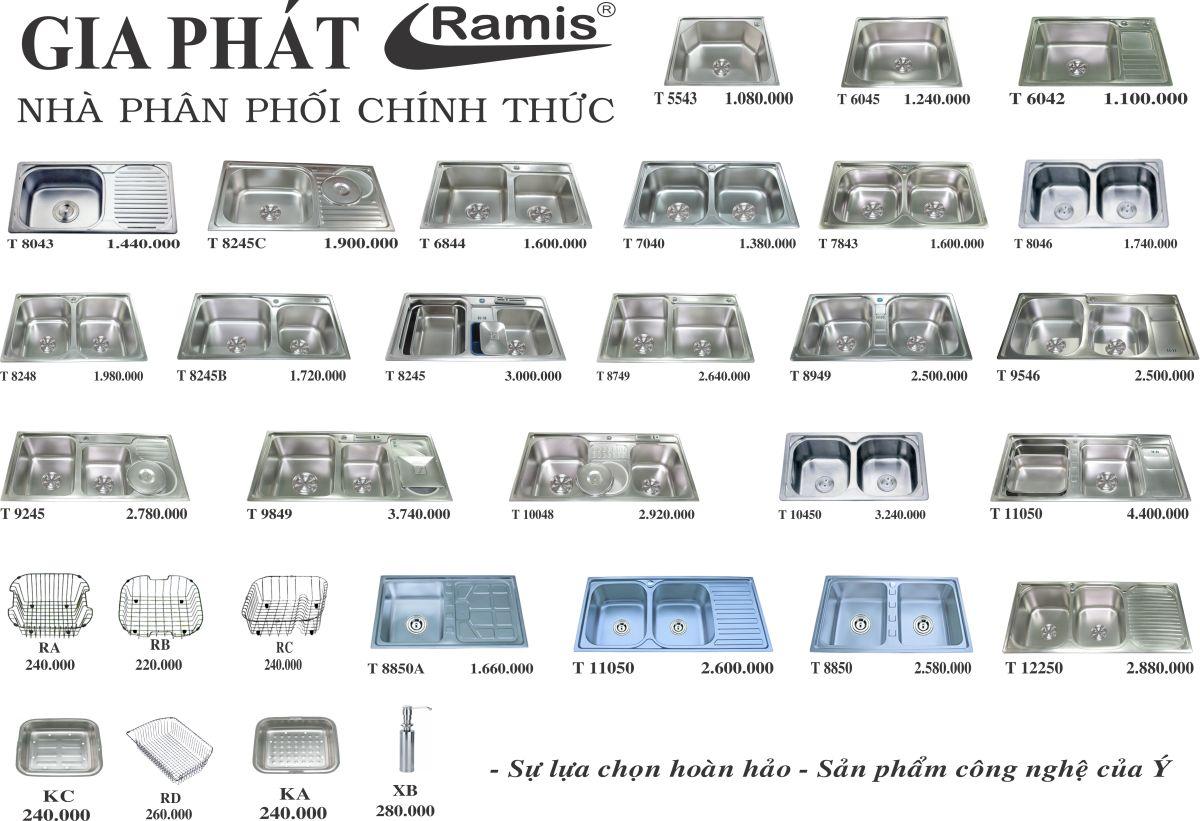 GIA PHÁT Ramis®
NHÀ PHÂN PHỐI CHÍNH THỨC
T 5543 1.080.000
T 6045 1.240.000
T 6042 1.100.000
T 8043 1.440.000
T 8245C 1.900.000
T 6844 1.600.000
T 7040 1.380.000
T 7843 1.600.000
T 8046 1.740.000
T 8248 1.980.000
T 8245B 1.720.000
T 8245 3.000.000
T 8749 2.640.000
T 8949 2.500.000
T 9546 2.500.000
T 9245 2.780.000
T 9849 3.740.000
T 10048 2.920.000
T 10450 3.240.000
T 11050 4.400.000
RA
240.000
RB
220.000
RC
240.000
T 8850A 1.660.000
T 11050 2.600.000
T 8850 2.580.000
T 12250 2.880.000
KC
240.000
RD
260.000
KA
240.000
XB
280.000
- Sự lựa chọn hoàn hảo - Sản phẩm công nghệ của Ý